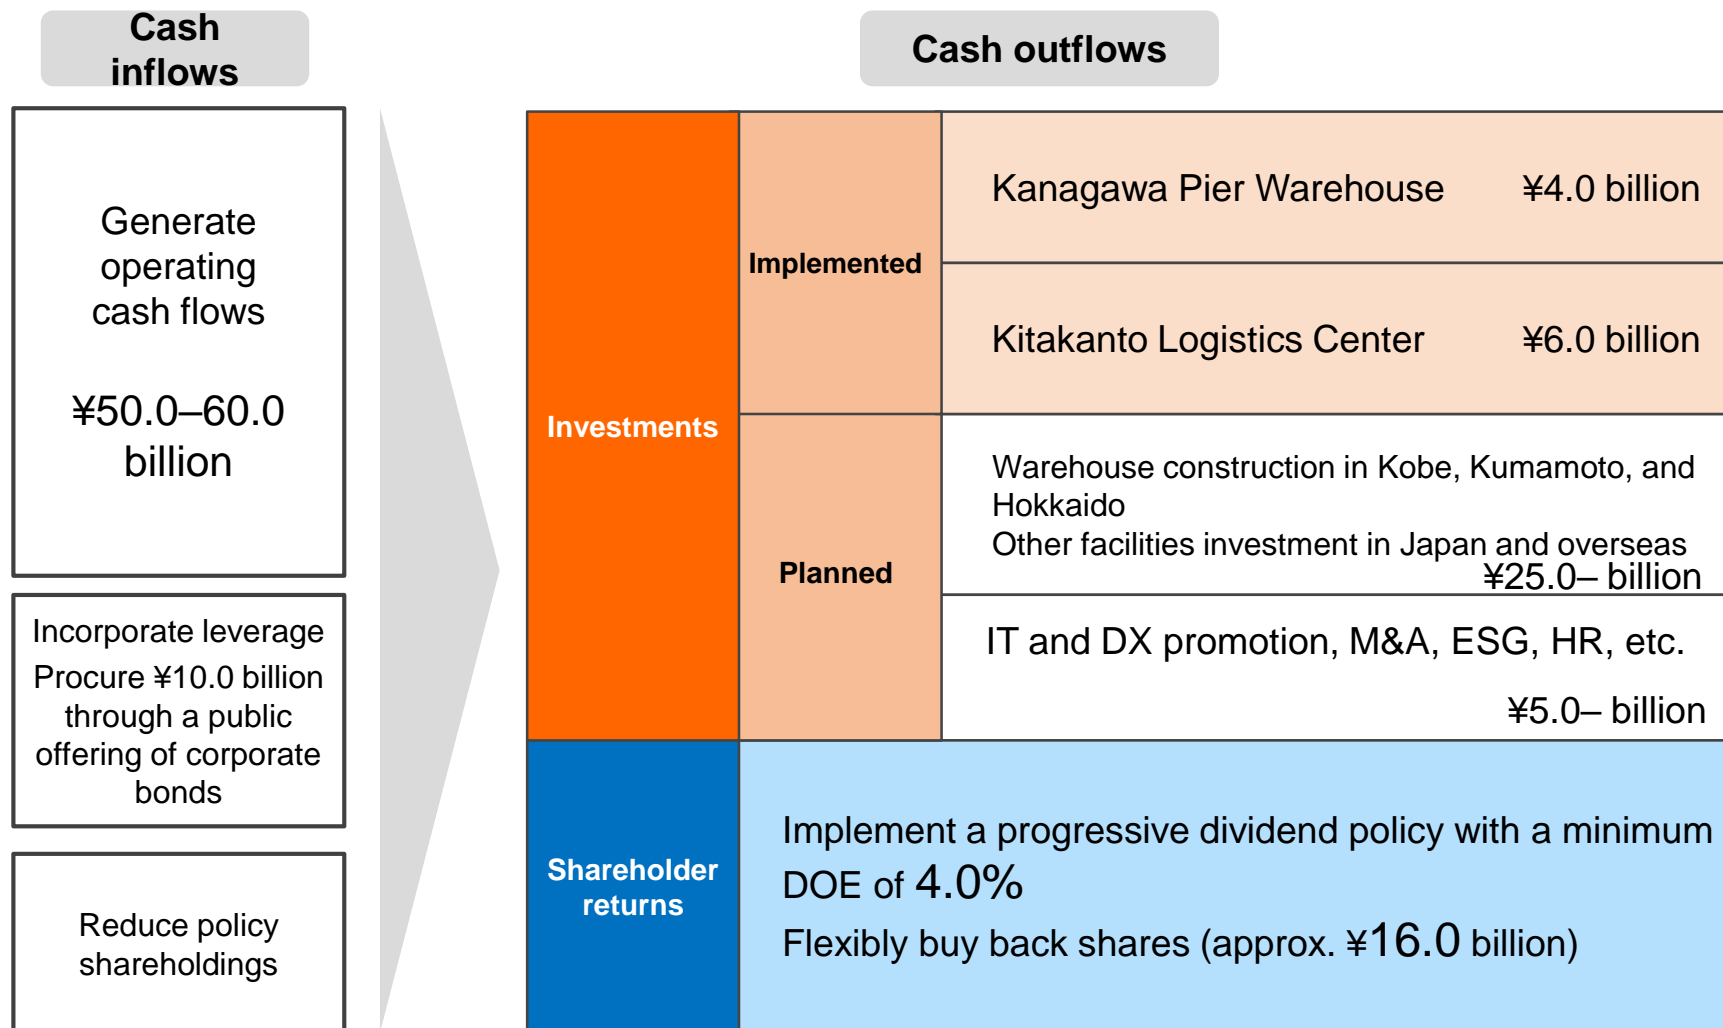 Cash
inflows
Cash outflows
Generate
operating
cash flows
¥50.0–60.0
billion
Incorporate leverage
Procure ¥10.0 billion
through a public
offering of corporate
bonds
Reduce policy
shareholdings
Investments
Implemented
Kanagawa Pier Warehouse ¥4.0 billion
Kitakanto Logistics Center ¥6.0 billion
Planned
Warehouse construction in Kobe, Kumamoto, and
Hokkaido
Other facilities investment in Japan and overseas
¥25.0– billion
IT and DX promotion, M&A, ESG, HR, etc.
¥5.0– billion
Shareholder
returns
Implement a progressive dividend policy with a minimum
DOE of 4.0%
Flexibly buy back shares (approx. ¥16.0 billion)